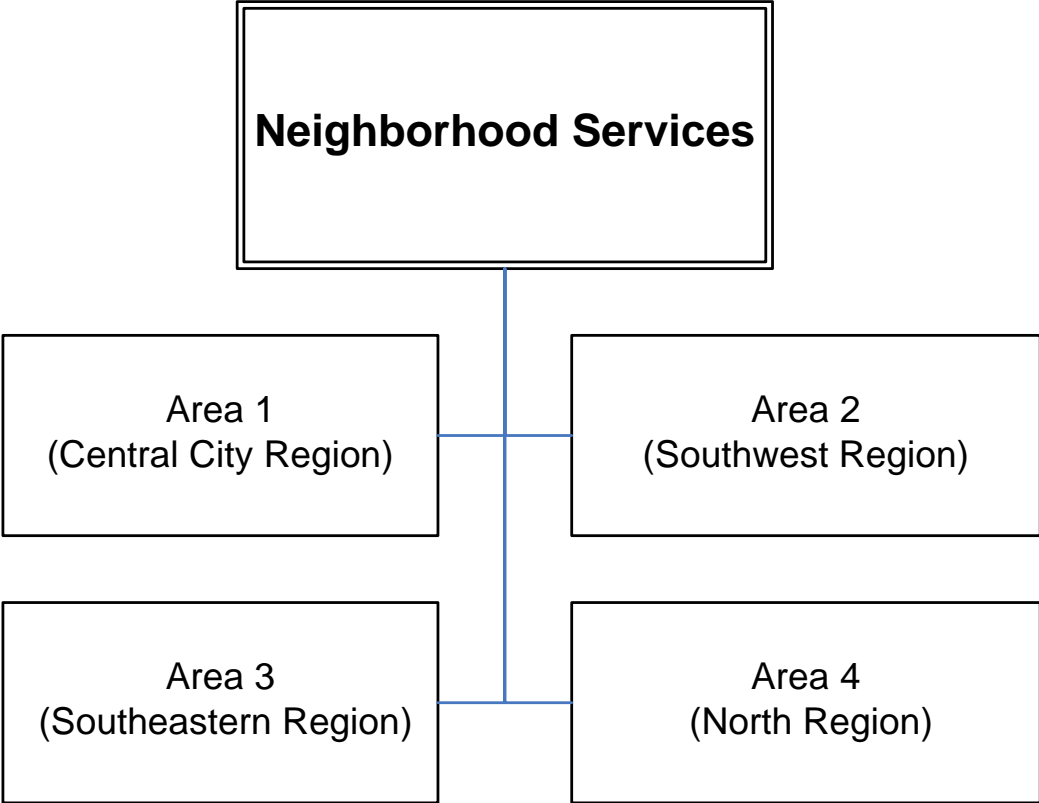 Neighborhood Services
Area 1
(Central City Region)
Area 2
(Southwest Region)
Area 3
(Southeastern Region)
Area 4
(North Region)